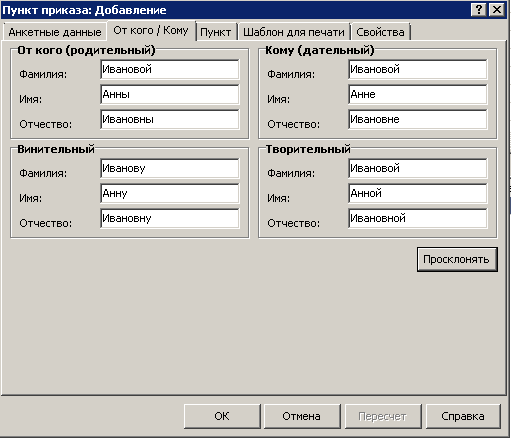 Пункт приказа: Добавление
Анкетные данные От кого / Кому Пункт Шаблон для печати Свойства
От кого (родительный)
Фамилия: Ивановой
Имя: Анны
Отчество: Ивановны
Кому (дательный)
Фамилия: Ивановой
Имя: Анне
Отчество: Ивановне
Винительный
Фамилия: Иванову
Имя: Анну
Отчество: Ивановну
Творительный
Фамилия: Ивановой
Имя: Анной
Отчество: Ивановной
Просклонять
ОК Отмена Пересчет Справка